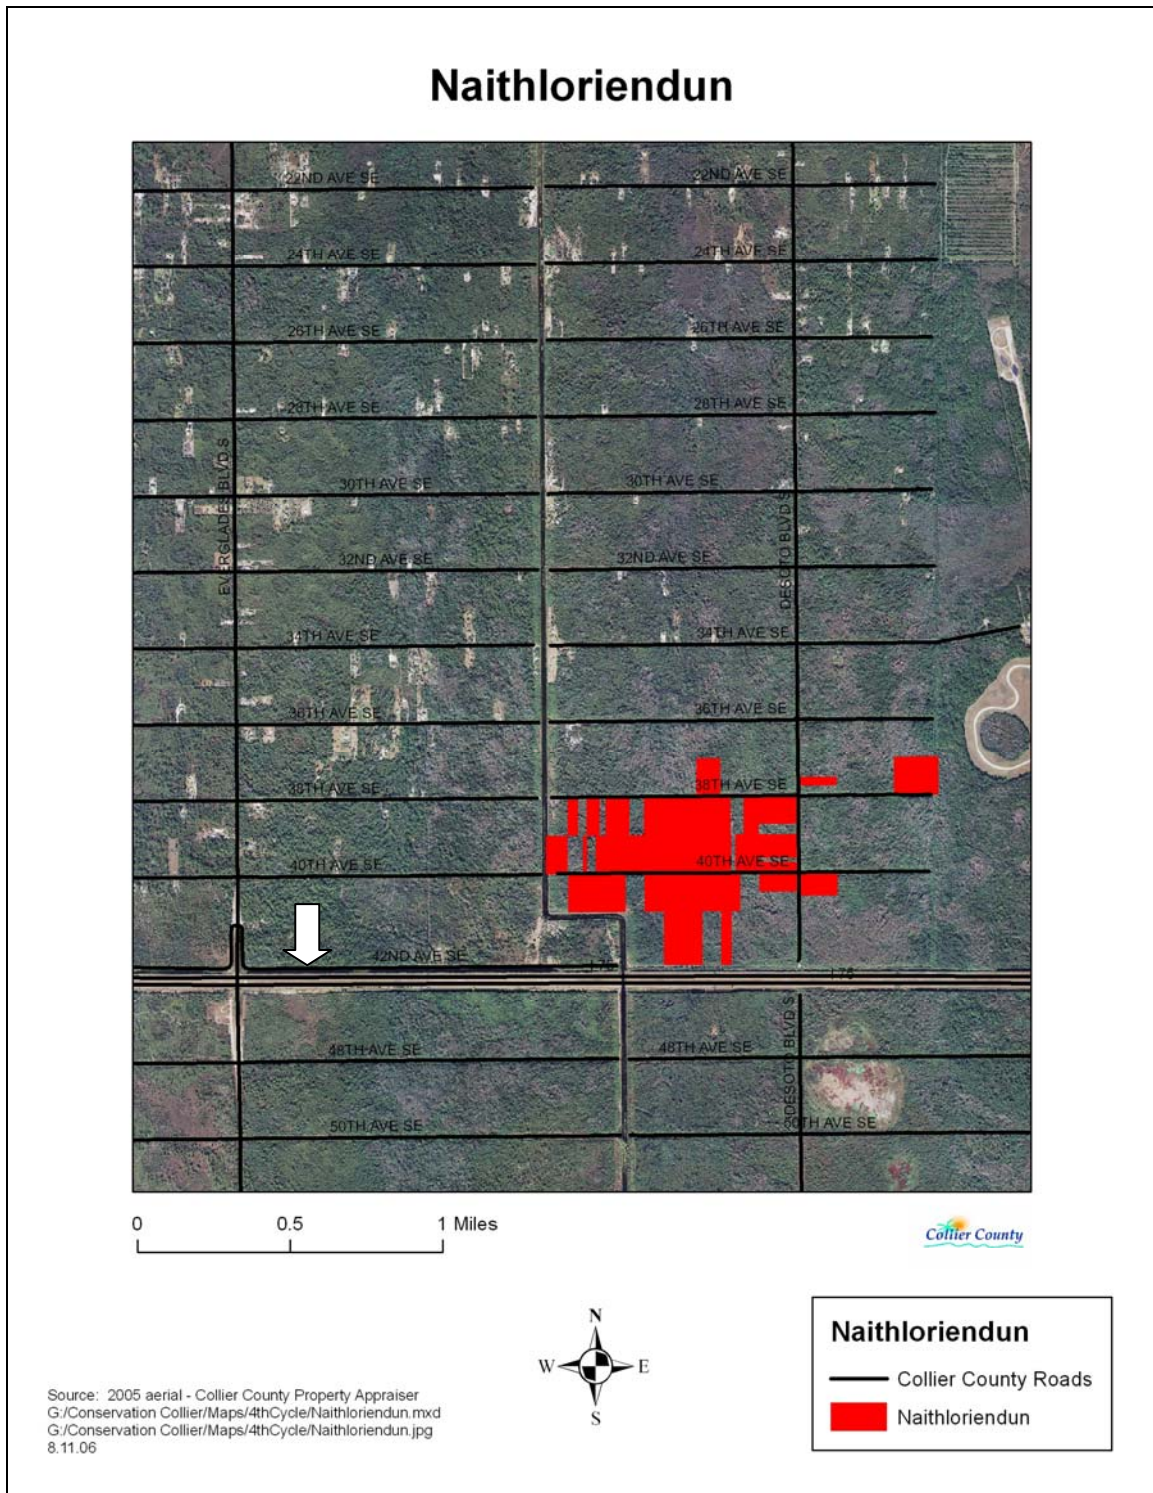 Naithloriendun
22ND AVE SE
22ND AVE SE
24TH AVE SE
24TH AVE SE
26TH AVE SE
26TH AVE SE
28TH AVE SE
28TH AVE SE
EVERGLADES BLVD S
30TH AVE SE
30TH AVE SE
DESOTO BLVD S
32ND AVE SE
32ND AVE SE
34TH AVE SE
34TH AVE SE
36TH AVE SE
36TH AVE SE
38TH AVE SE
38TH AVE SE
40TH AVE SE
40TH AVE SE
42ND AVE SE
I-75
I-75
48TH AVE SE
48TH AVE SE
DESOTO BLVD S
50TH AVE SE
50TH AVE SE
0 0.5 1 Miles
Collier County
N
W E
S
Naithloriendun
Collier County Roads
Naithloriendun
Source: 2005 aerial - Collier County Property Appraiser
G:/Conservation Collier/Maps/4thCycle/Naithloriendun.mxd
G:/Conservation Collier/Maps/4thCycle/Naithloriendun.jpg
8.11.06